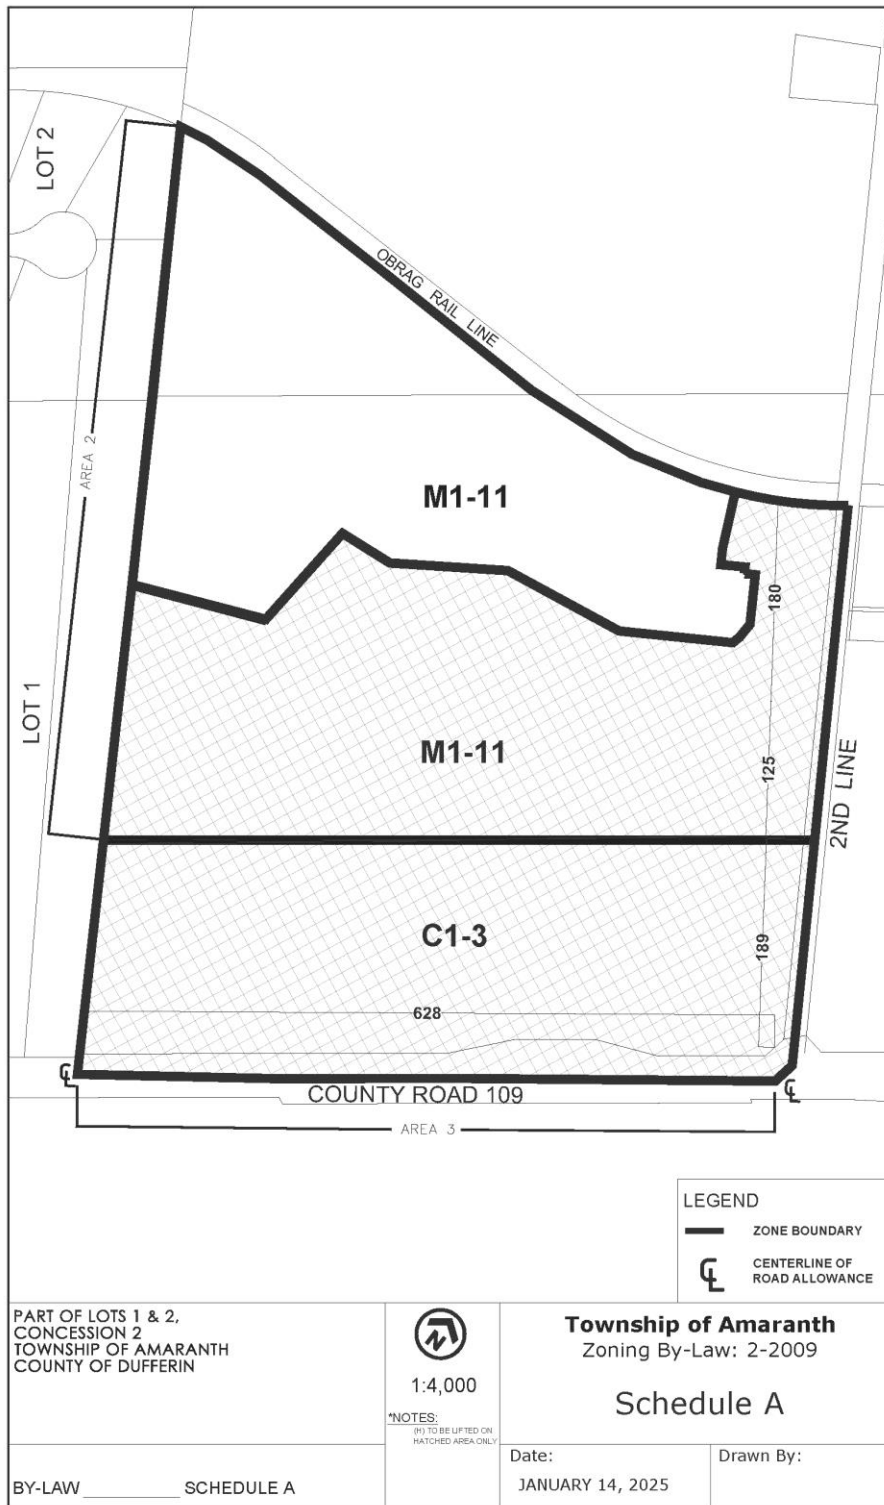 LOT 2
OBRAG RAIL LINE
AREA 2
M1-11
180
LOT 1
M1-11
125
2ND LINE
C1-3
189
628
COUNTY ROAD 109
AREA 3
LEGEND
ZONE BOUNDARY
CENTERLINE OF
ROAD ALLOWANCE
PART OF LOTS 1 & 2,
CONCESSION 2
TOWNSHIP OF AMARANTH
COUNTY OF DUFFERIN
BY-LAW __________ SCHEDULE A
N
1:4,000
*NOTES:
(H) TO BE LIFTED ON
HATCHED AREA ONLY
Township of Amaranth
Zoning By-Law: 2-2009
Schedule A
Date:
JANUARY 14, 2025
Drawn By: